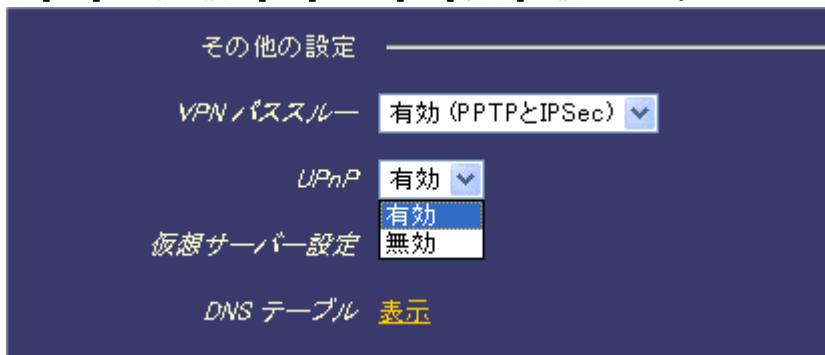 その他の設定
VPN パススルー 有効 (PPTPとIPSec)
UPnP 有効
有効
仮想サーバー設定 無効
DNS テーブル 表示